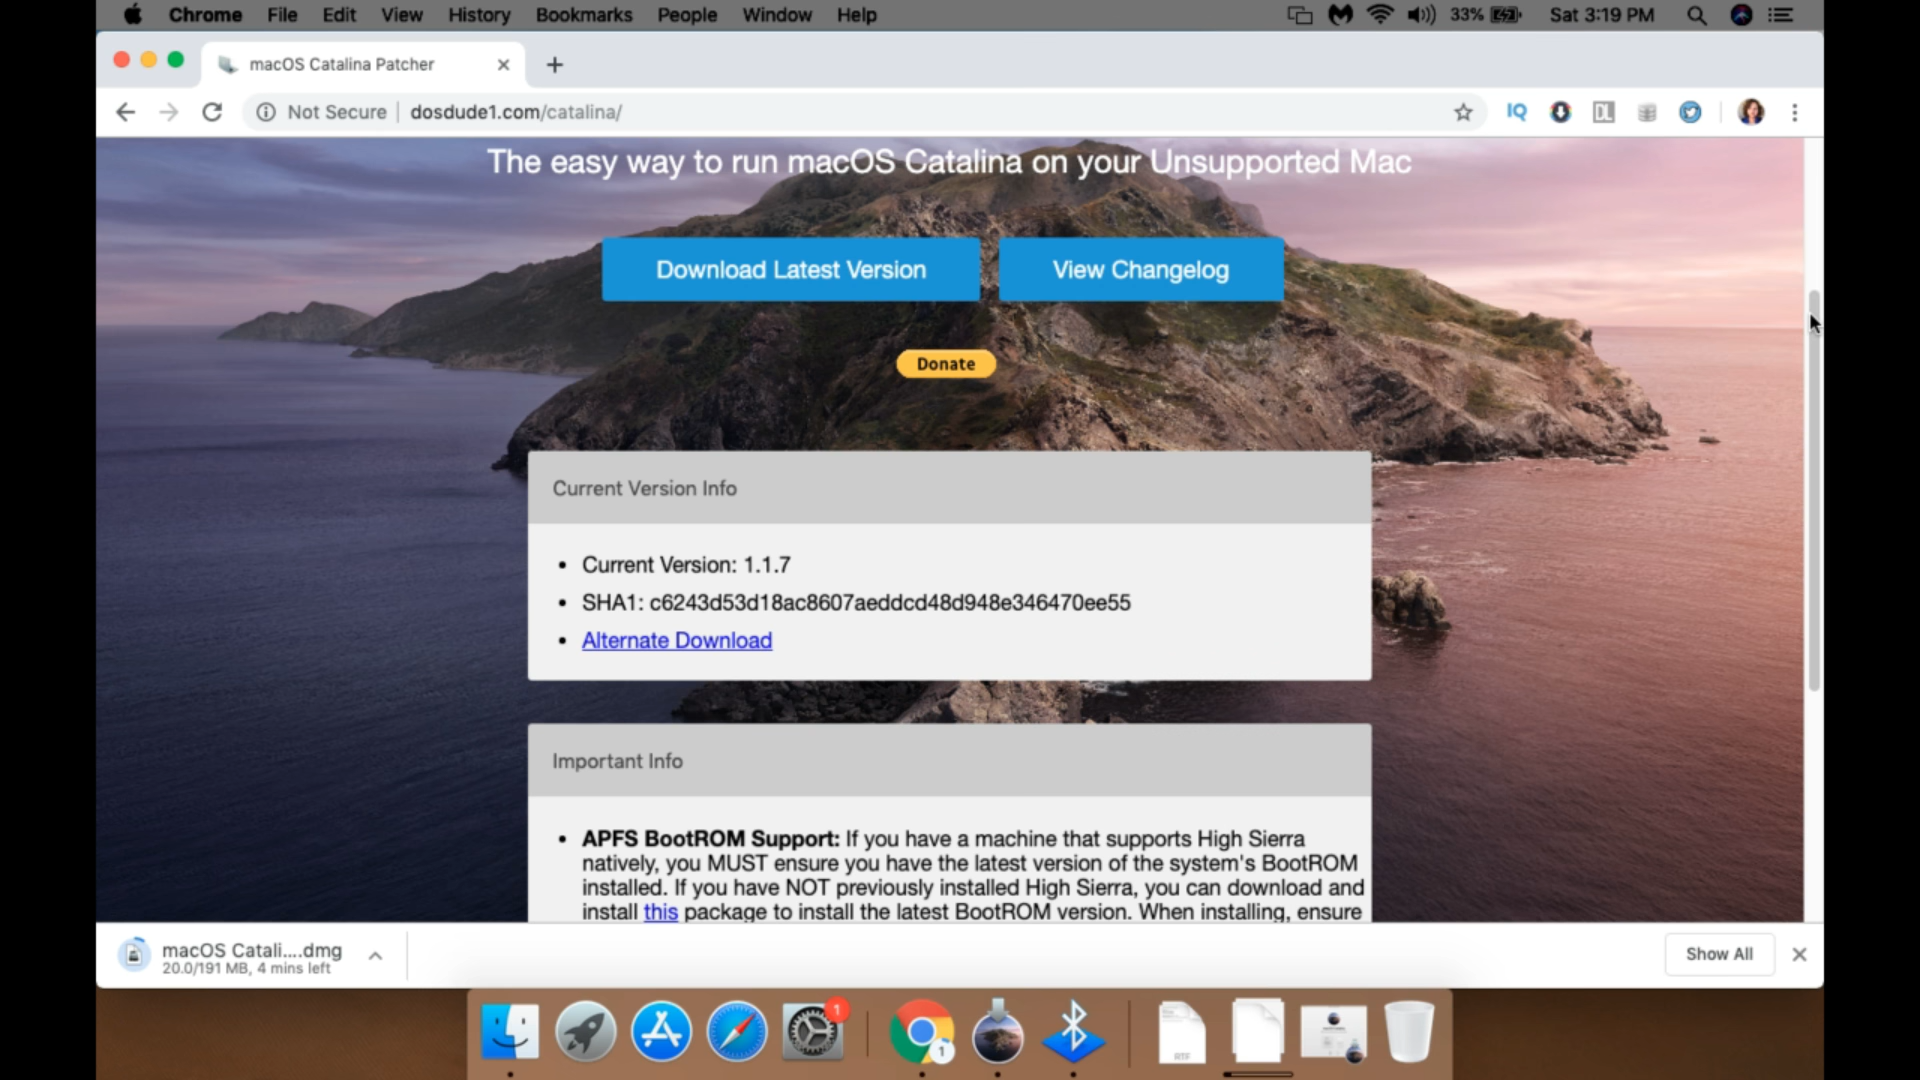 Chrome File Edit View History Bookmarks People Window Help 33% Sat 3:19 PM
macOS Catalina Patcher
Not Secure dosdude1.com/catalina/
IQ DL
The easy way to run macOS Catalina on your Unsupported Mac
Download Latest Version View Changelog
Donate
Current Version Info
• Current Version: 1.1.7
• SHA1: c6243d53d18ac8607aeddcd48d948e346470ee55
• Alternate Download
Important Info
• APFS BootROM Support: If you have a machine that supports High Sierra
natively, you MUST ensure you have the latest version of the system's BootROM
installed. If you have NOT previously installed High Sierra, you can download and
install this package to install the latest BootROM version. When installing, ensure
macOS Catali....dmg
20.0/191 MB, 4 mins left
Show All
1
1
RTF